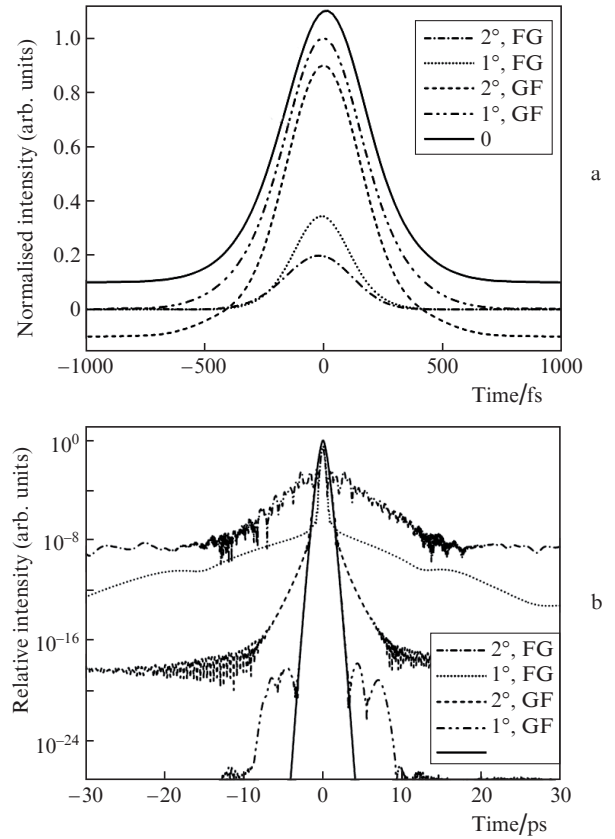 Normalised intensity (arb. units)
1.0
0.8
0.6
0.4
0.2
0
−1000
−500
0
500
1000
Time/fs
2°, FG
1°, FG
2°, GF
1°, GF
0
a
Relative intensity (arb. units)
10^0
10^−8
10^−16
10^−24
−30
−20
−10
0
10
20
30
Time/ps
2°, FG
1°, FG
2°, GF
1°, GF
b